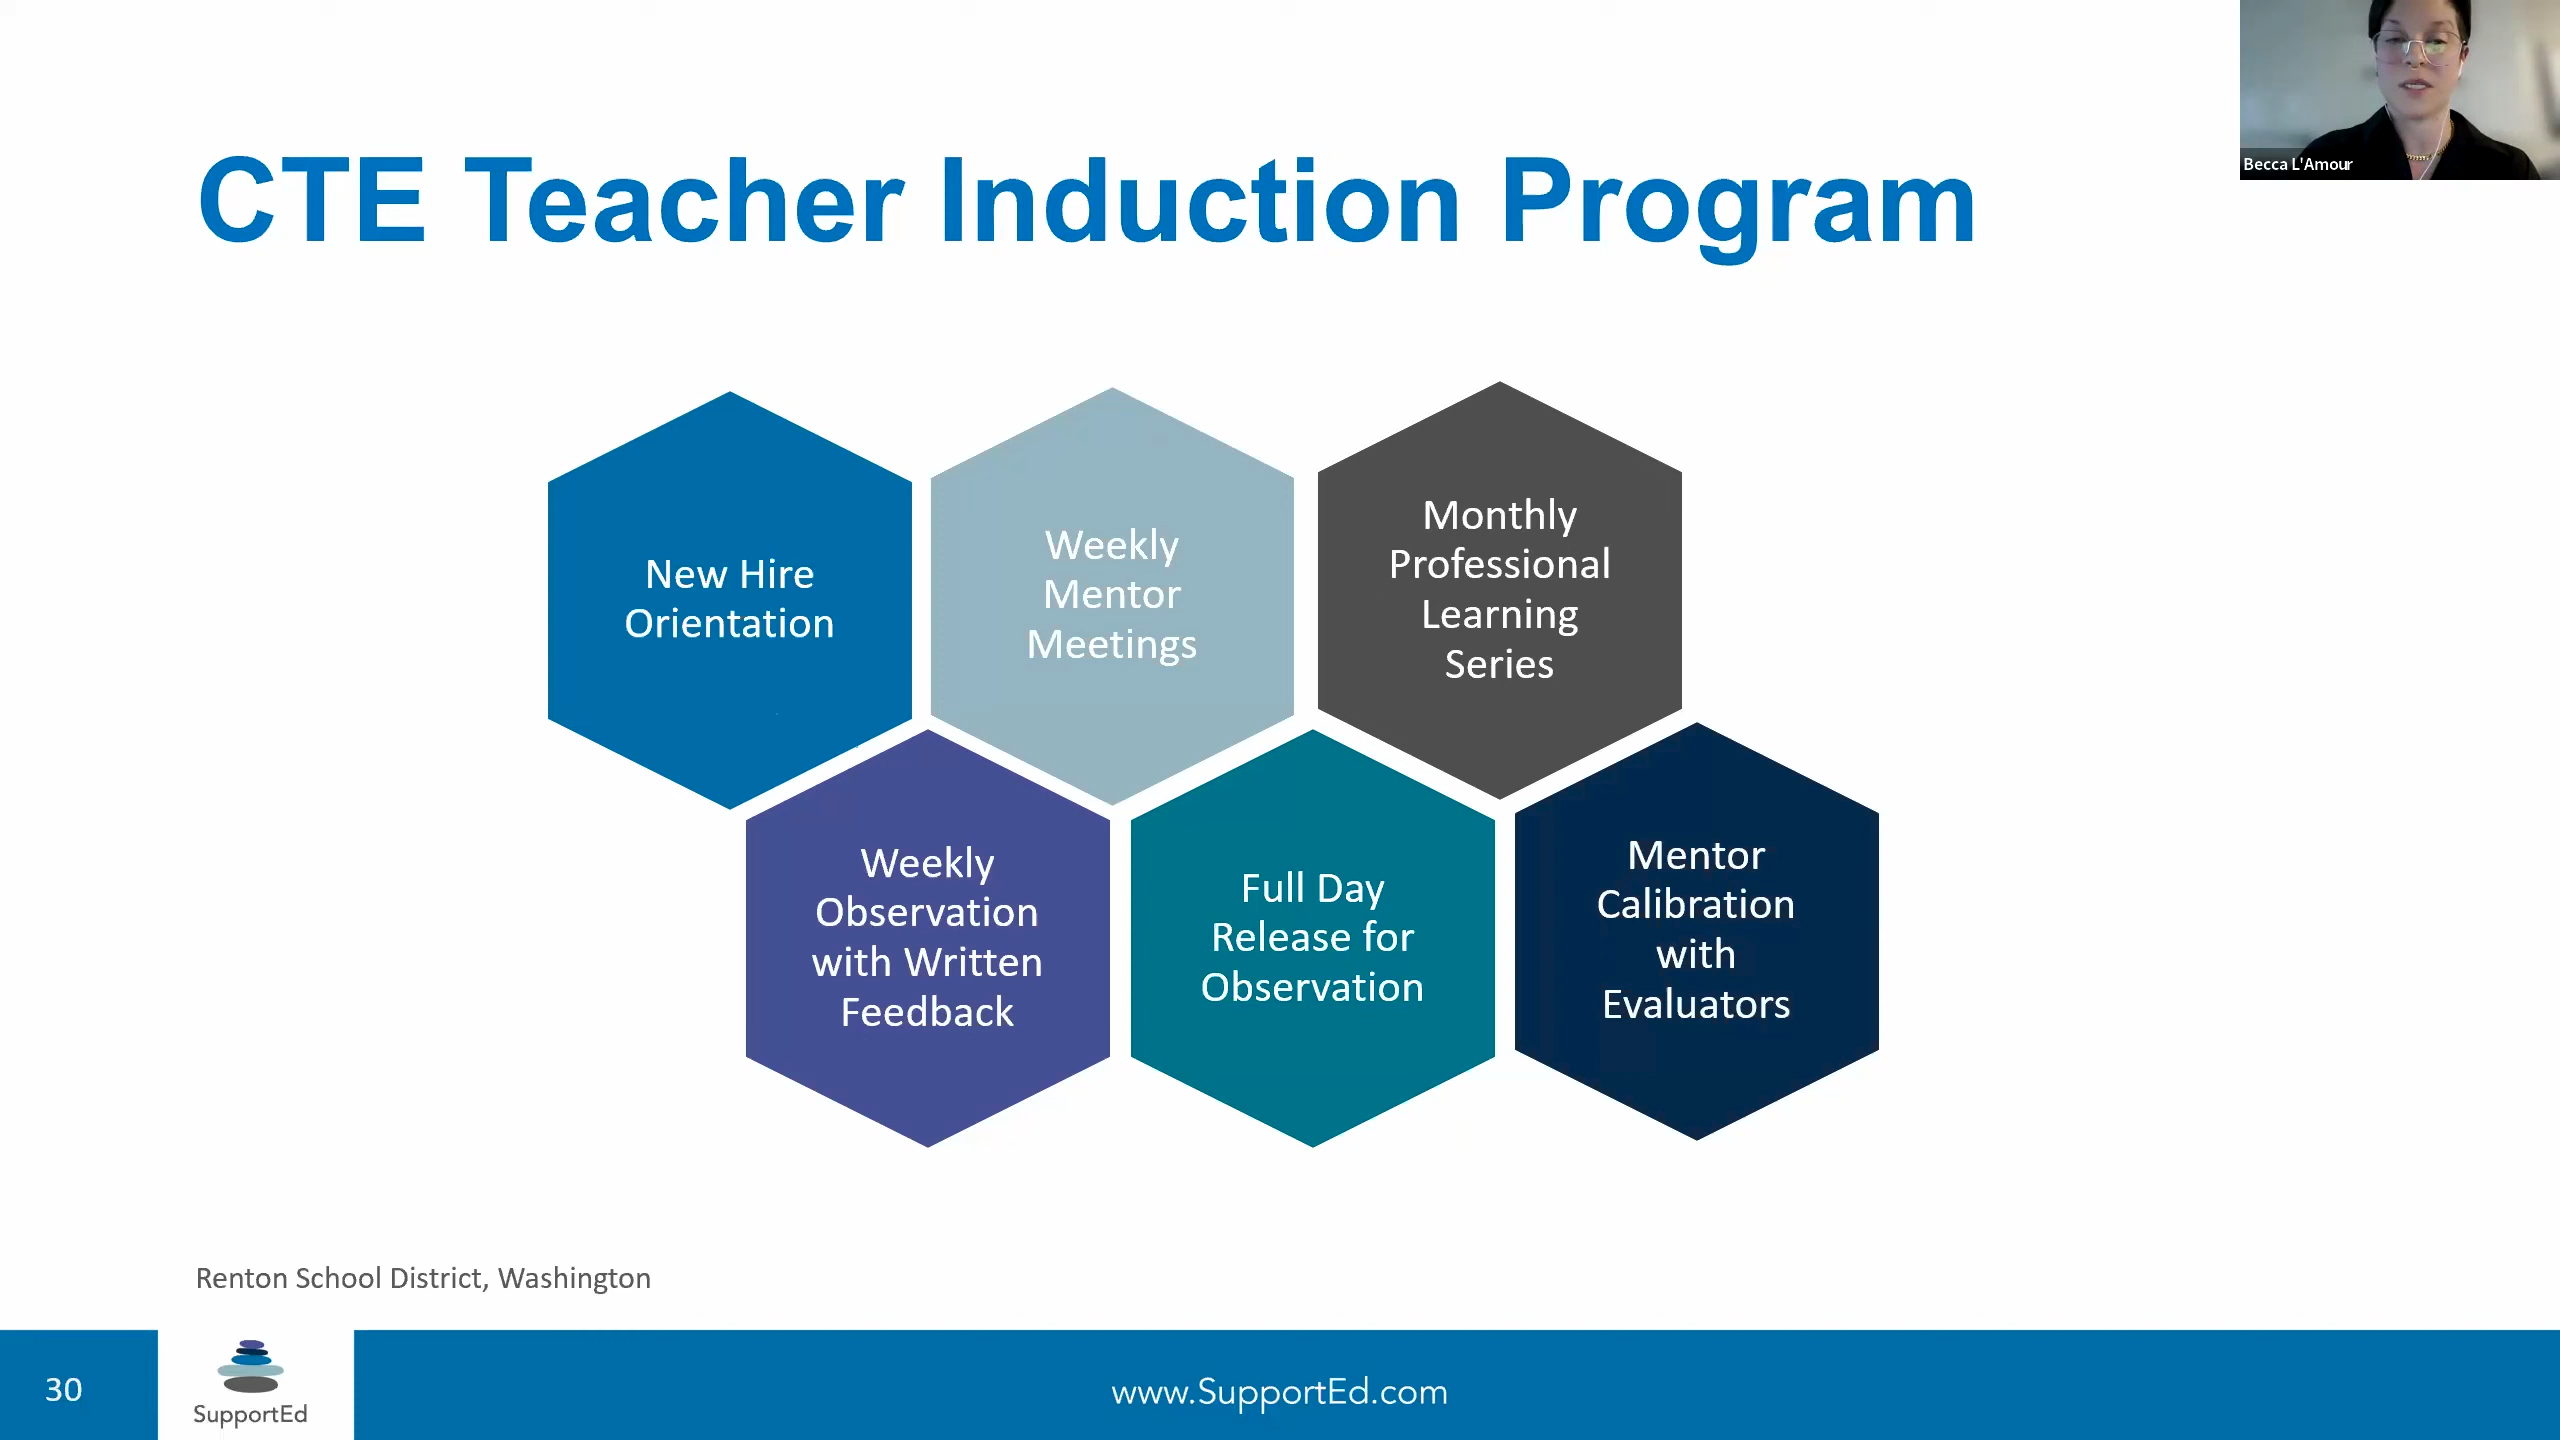 CTE Teacher Induction Program
Becca L'Amour
New Hire
Orientation
Weekly
Mentor
Meetings
Monthly
Professional
Learning
Series
Weekly
Observation
with Written
Feedback
Full Day
Release for
Observation
Mentor
Calibration
with
Evaluators
Renton School District, Washington
30
SupportEd
www.SupportEd.com